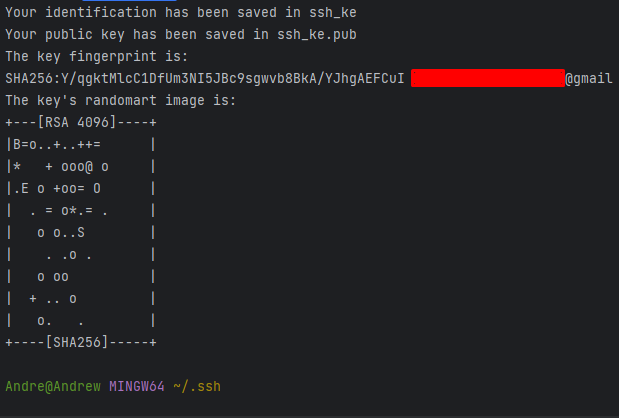 Your identification has been saved in ssh_ke
Your public key has been saved in ssh_ke.pub
The key fingerprint is:
SHA256:Y/qgktMlcC1DfUm3NI5JBc9sgwvb8BkA/YJhgAEFCuI @gmail
The key's randomart image is:
+---[RSA 4096]----+
|B=o..+..++=      |
|*   + ooo@ o     |
|.E o +oo= O      |
|  . = o*.= .     |
|   o o..S        |
|    . .o .       |
|   o oo          |
|  + .. o         |
|   o.   .        |
+----[SHA256]-----+
Andre@Andrew MINGW64 ~/.ssh